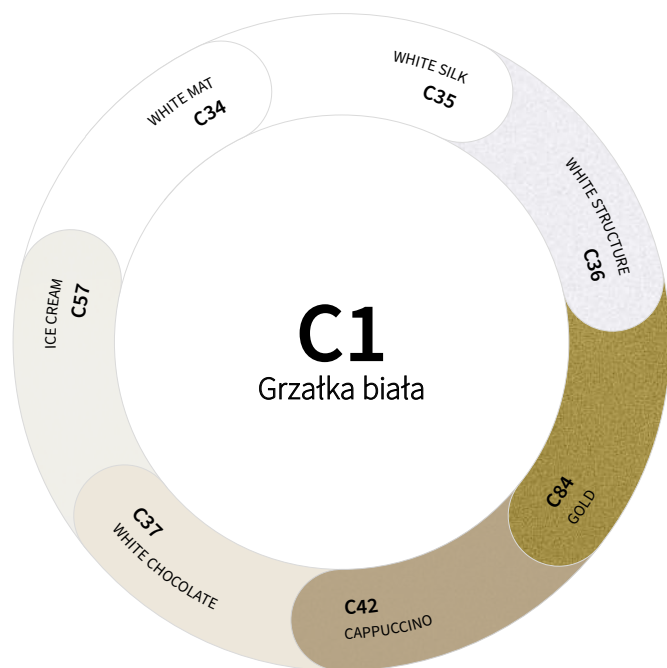 WHITE MAT
C34
WHITE SILK
C35
WHITE STRUCTURE
C36
C84
GOLD
C42
CAPPUCCINO
C37
WHITE CHOCOLATE
ICE CREAM
C57
C1
Grzałka biała